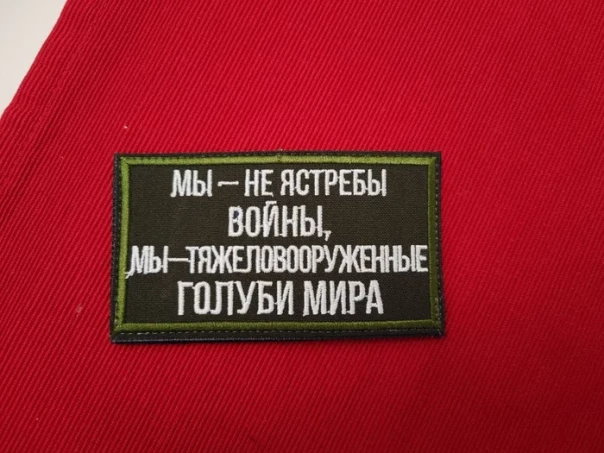 МЫ – НЕ ЯСТРЕБЫ
ВОЙНЫ,
МЫ–ТЯЖЕЛОВООРУЖЕННЫЕ
ГОЛУБИ МИРА